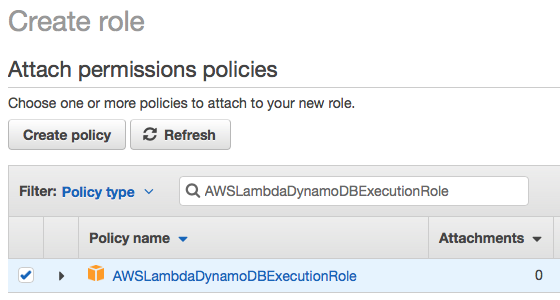 Create role
Attach permissions policies
Choose one or more policies to attach to your new role.
Create policy Refresh
Filter: Policy type AWSLambdaDynamoDBExecutionRole
Policy name Attachments
AWSLambdaDynamoDBExecutionRole 0